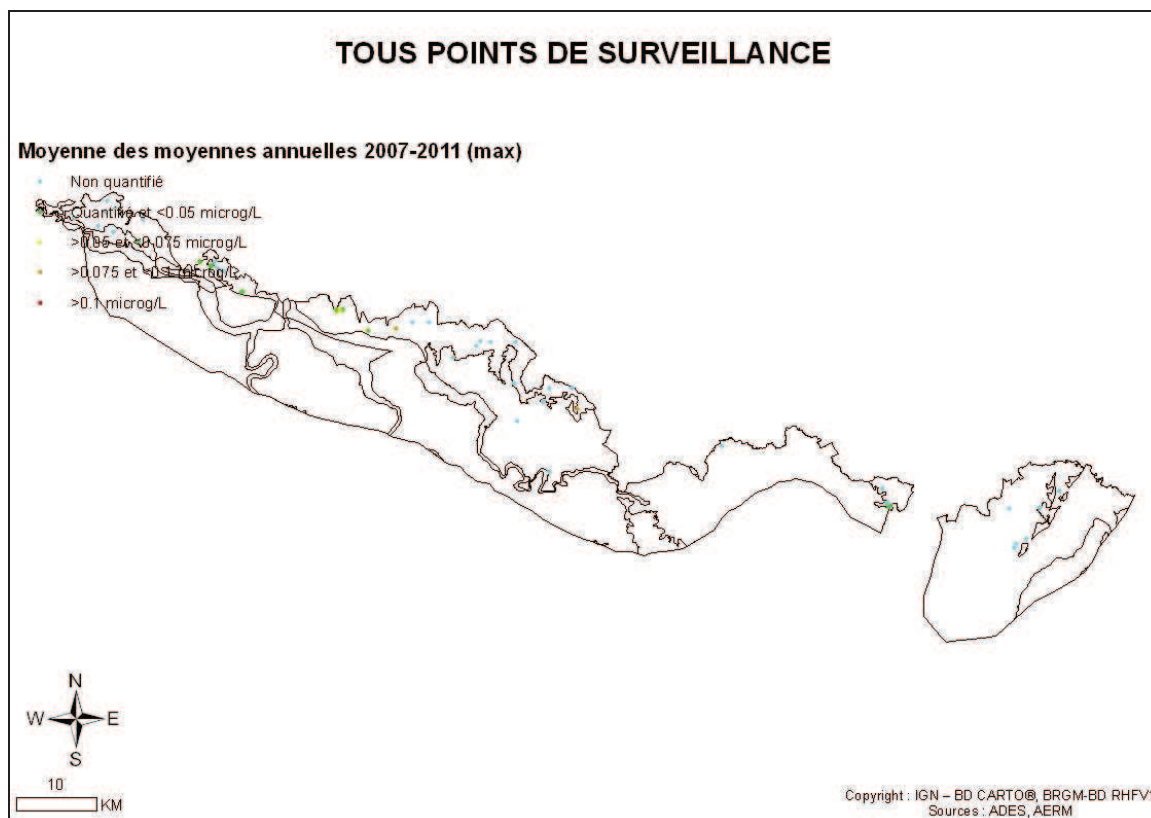 TOUS POINTS DE SURVEILLANCE
Moyenne des moyennes annuelles 2007-2011 (max)
Non quantifié
Quantifié et <0.05 microg/L
>0.05 et <0.075 microg/L
>0.075 et <0.1 microg/L
>0.1 microg/L
N
W E
S
10
KM
Copyright : IGN – BD CARTO®, BRGM-BD RHFV1
Sources : ADES, AERM